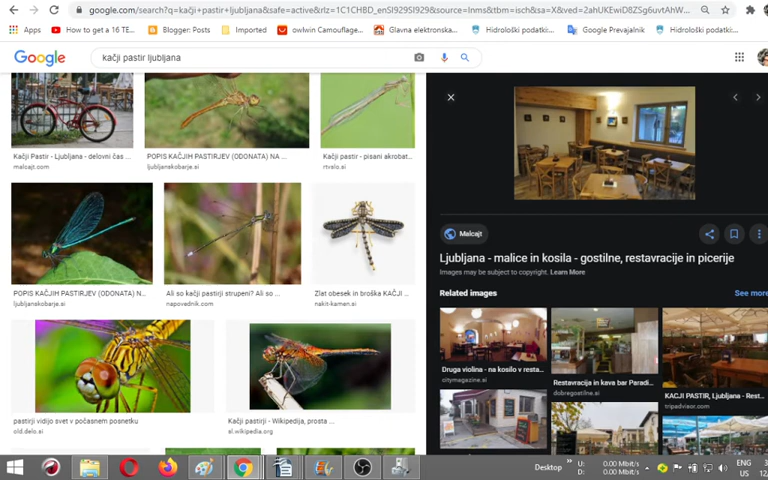 google.com/search?q=kačji+pastir+ljubljana&safe=active&rlz=1C1CHBD_enSI929SI929&source=lnms&tbm=isch&sa=X&ved=2ahUKEwiD8ZSg6uvtAhW...
Apps
How to get a 16 TE...
Blogger: Posts
Imported
owlwin Camouflage...
Glavna elektronska...
Hidrološki podatki:...
Google Prevajalnik
Hidrološki podatki:...
Google
kačji pastir ljubljana
Kačji Pastir - Ljubljana - delovni čas ...
malcajt.com
POPIS KAČJIH PASTIRJEV (ODONATA) NA ...
ljubljanskobarje.si
Kačji pastir - pisani akrobat...
rtvslo.si
POPIS KAČJIH PASTIRJEV (ODONATA) N...
ljubljanskobarje.si
Ali so kačji pastirji strupeni? Ali so ...
napovednik.com
Zlat obesek in broška KAČJI ...
nakit-kamen.si
pastirji vidijo svet v počasnem posnetku
old.delo.si
Kačji pastirji - Wikipedija, prosta ...
sl.wikipedia.org
Malcajt
Ljubljana - malice in kosila - gostilne, restavracije in picerije
Images may be subject to copyright. Learn More
Related images
See more
Druga violina - na kosilo v resta...
citymagazine.si
Restavracija in kava bar Paradi...
dobregostilne.si
KACJI PASTIR, Ljubljana - Rest...
tripadvisor.com
Desktop
U: 0.00 Mbit/s
D: 0.00 Mbit/s
ENG
US
3
12